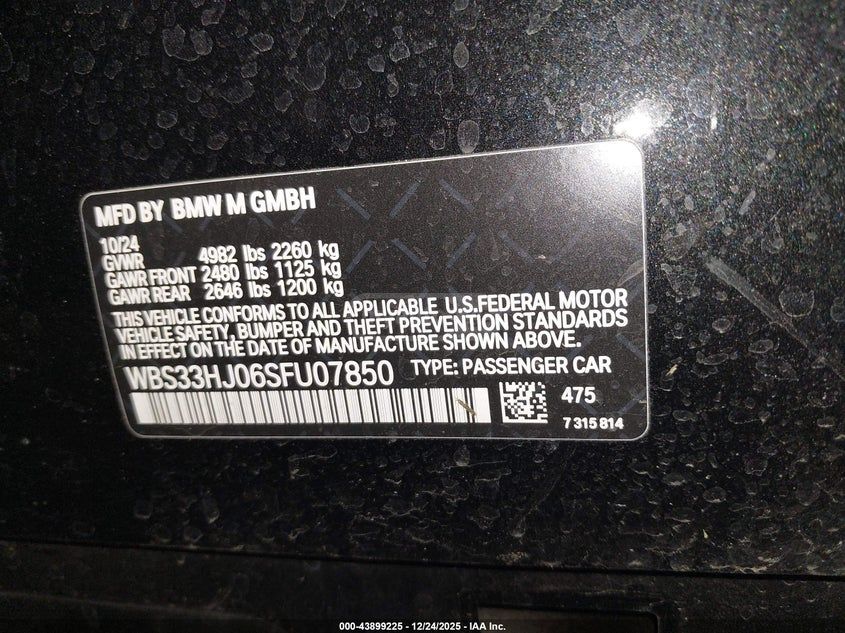 MFD BY BMW M GMBH
10/24
GVWR 4982 lbs 2260 kg
GAWR FRONT 2480 lbs 1125 kg
GAWR REAR 2646 lbs 1200 kg
THIS VEHICLE CONFORMS TO ALL APPLICABLE U.S.FEDERAL MOTOR
VEHICLE SAFETY, BUMPER AND THEFT PREVENTION STANDARDS
IN EFFECT ON THE DATE OF MANUFACTURE SHOWN ABOVE.
WBS33HJ06SFU07850 TYPE: PASSENGER CAR
475
7 315 814
000-43899225 - 12/24/2025 - IAA Inc.